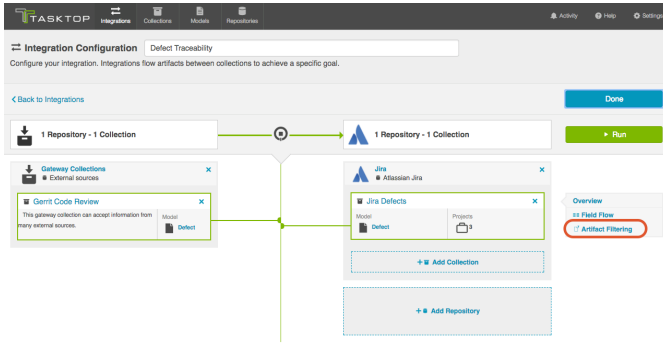 TASKTOP
Integrations
Collections
Models
Repositories
Activity
Help
Settings
Integration Configuration
Defect Traceability
Configure your integration. Integrations flow artifacts between collections to achieve a specific goal.
Back to Integrations
Done
1 Repository - 1 Collection
1 Repository - 1 Collection
Run
Gateway Collections
External sources
Gerrit Code Review
This gateway collection can accept information from
many external sources.
Model
Defect
Jira
Atlassian Jira
Jira Defects
Model
Defect
Projects
3
+ Add Collection
+ Add Repository
Overview
Field Flow
Artifact Filtering